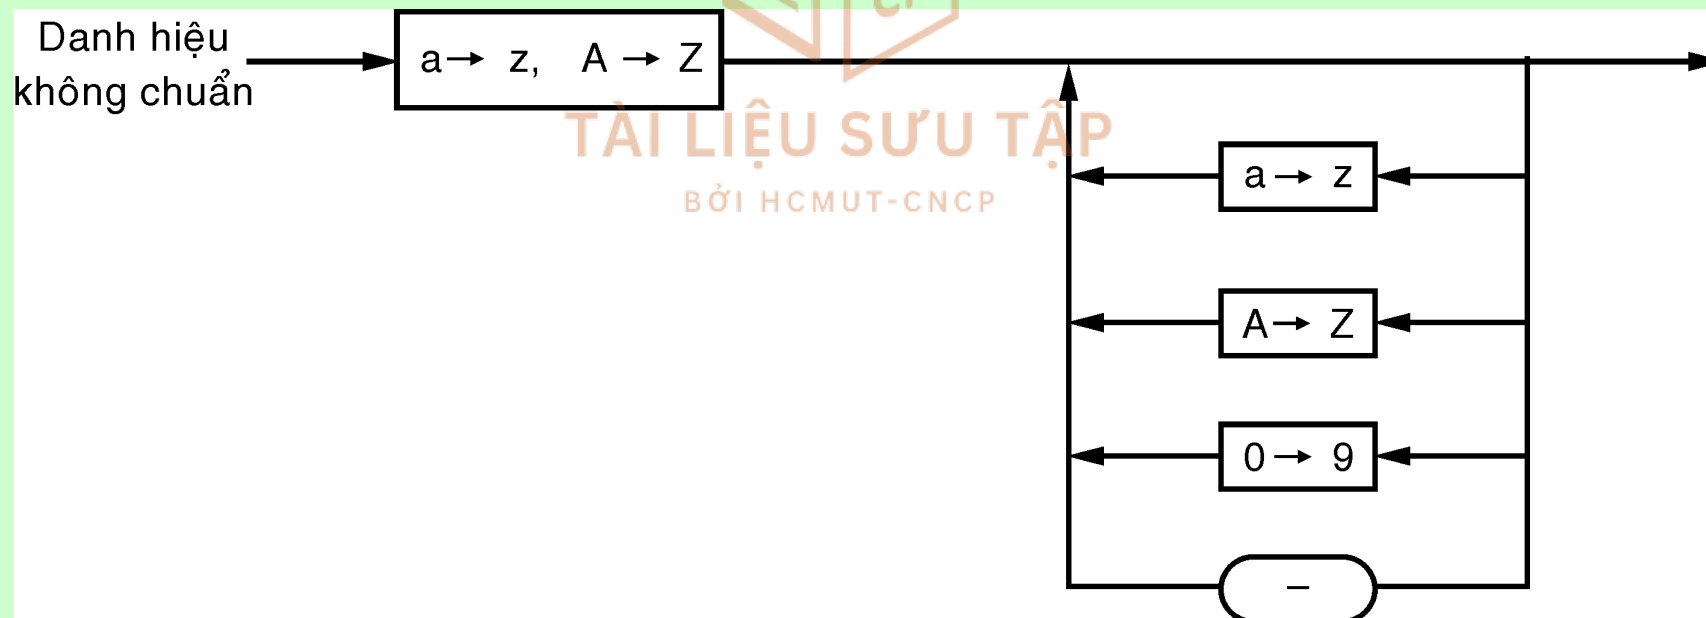 Danh hiệu
không chuẩn
a→ z, A → Z
TÀI LIỆU SƯU TẬP
BỞI HCMUT-CNCP
a→ z
A→ Z
0→ 9
–